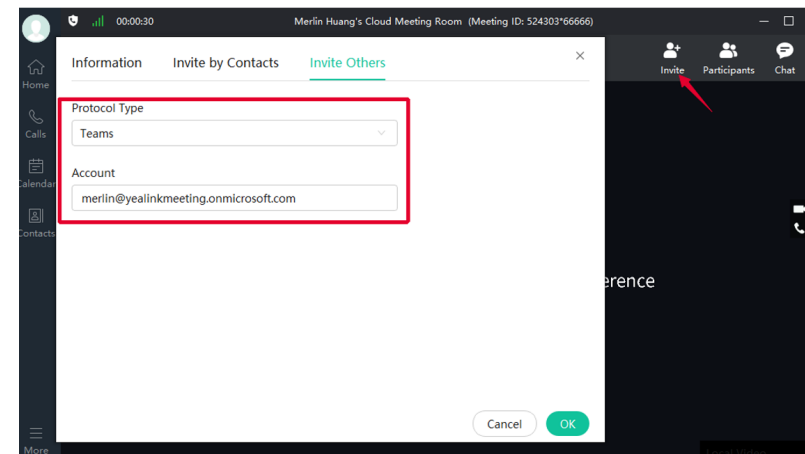 00:00:30 Merlin Huang's Cloud Meeting Room (Meeting ID: 524303*66666)
Information Invite by Contacts Invite Others
Invite Participants Chat
Home
Calls
Calendar
Contacts
More
Protocol Type
Teams
Account
merlin@yealinkmeeting.onmicrosoft.com
erence
Cancel OK